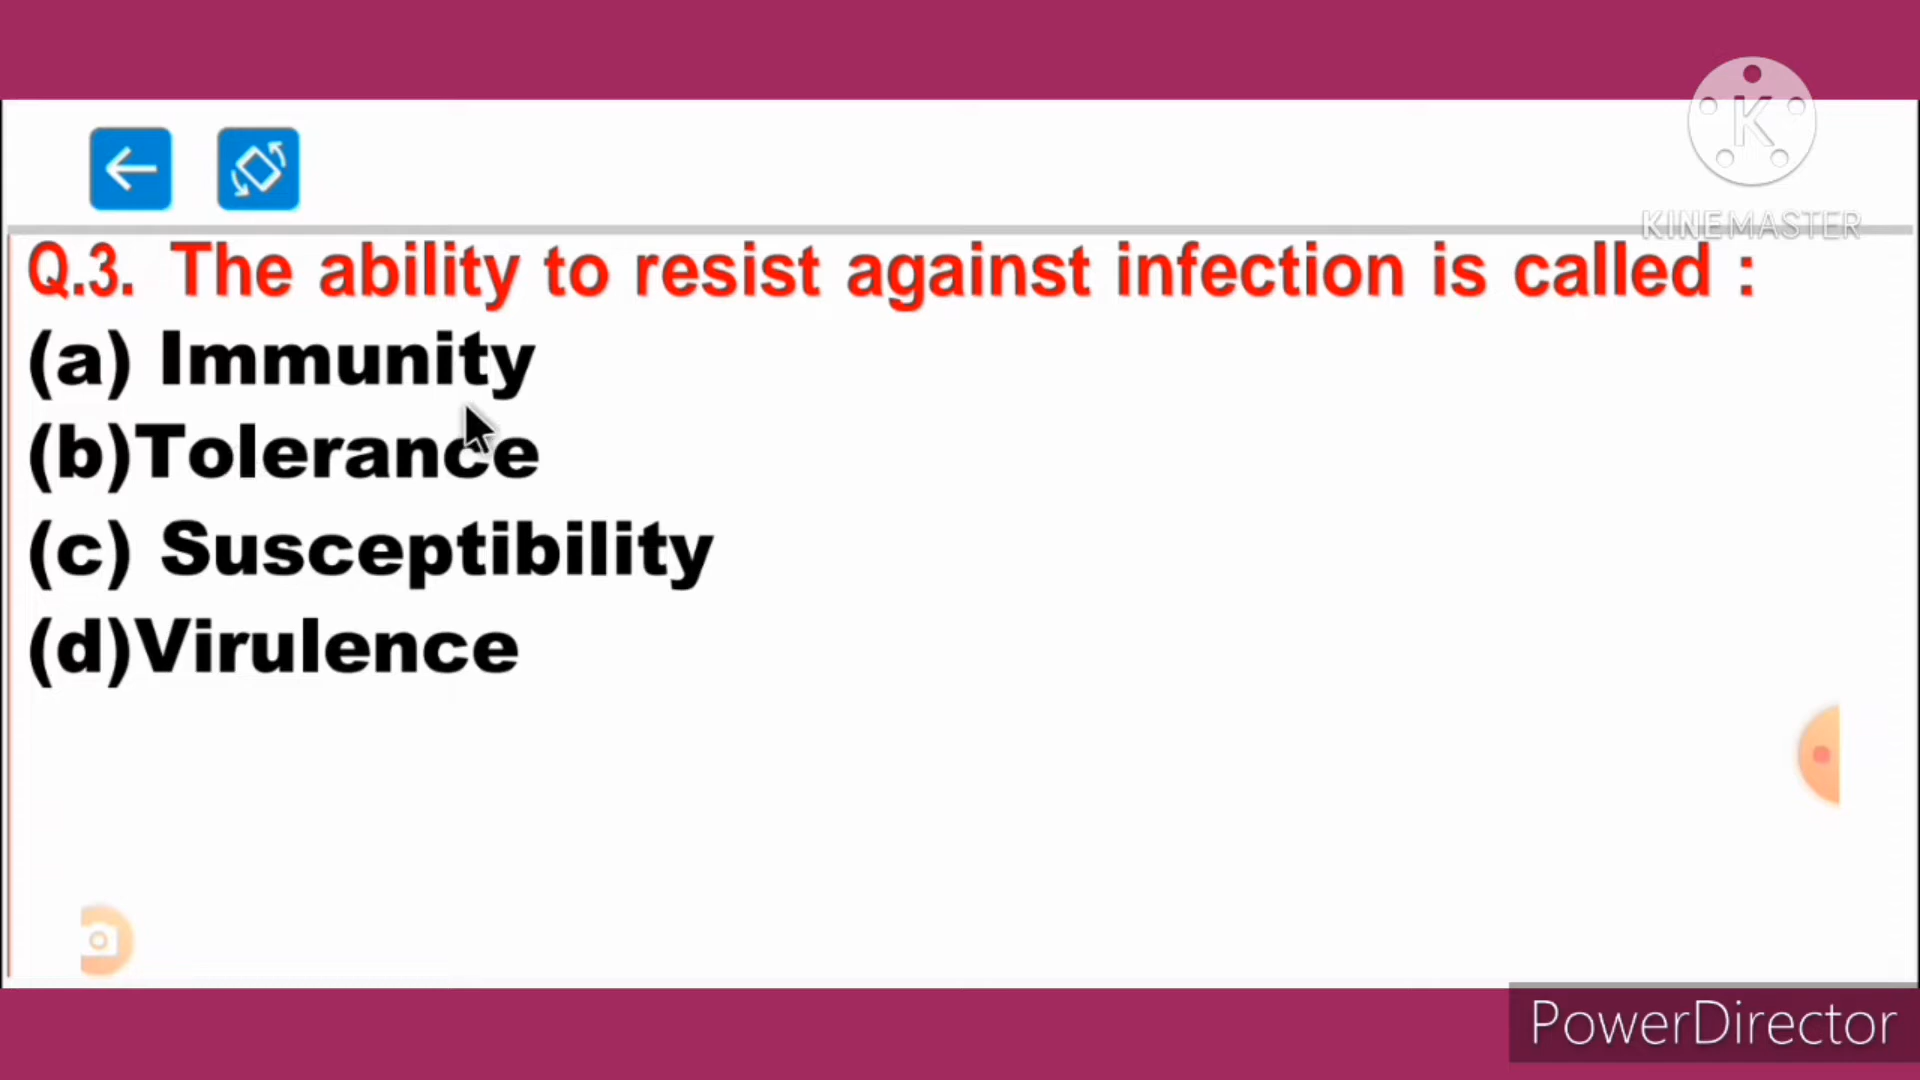 K
KINEMASTER
Q.3. The ability to resist against infection is called :
(a) Immunity
(b)Tolerance
(c) Susceptibility
(d)Virulence
PowerDirector